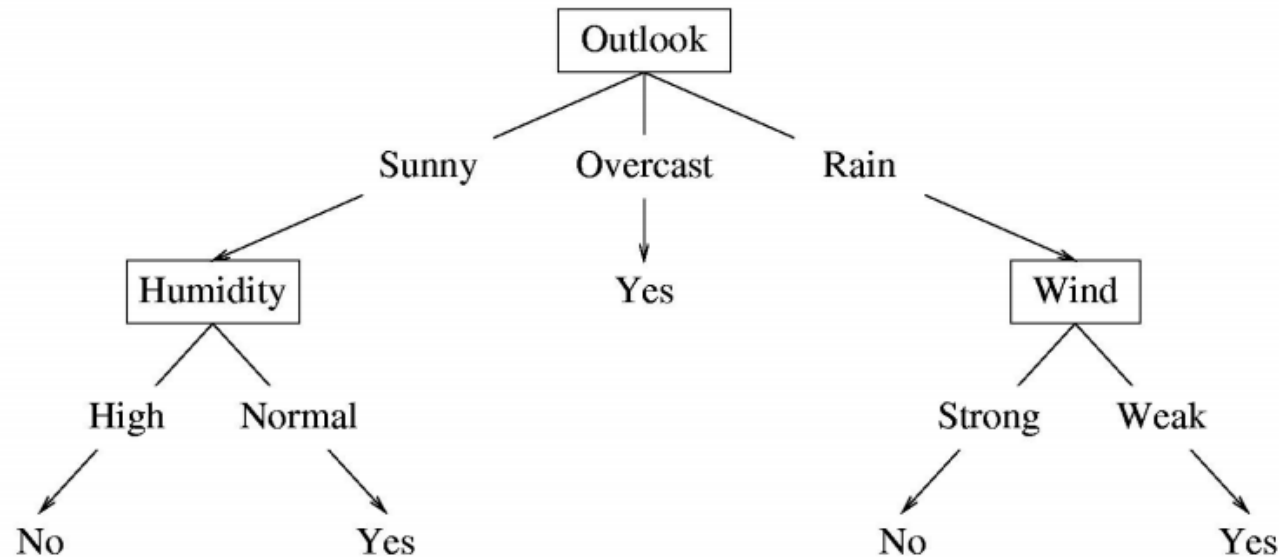 Outlook
Sunny Overcast Rain
Humidity Yes Wind
High Normal Strong Weak
No Yes No Yes